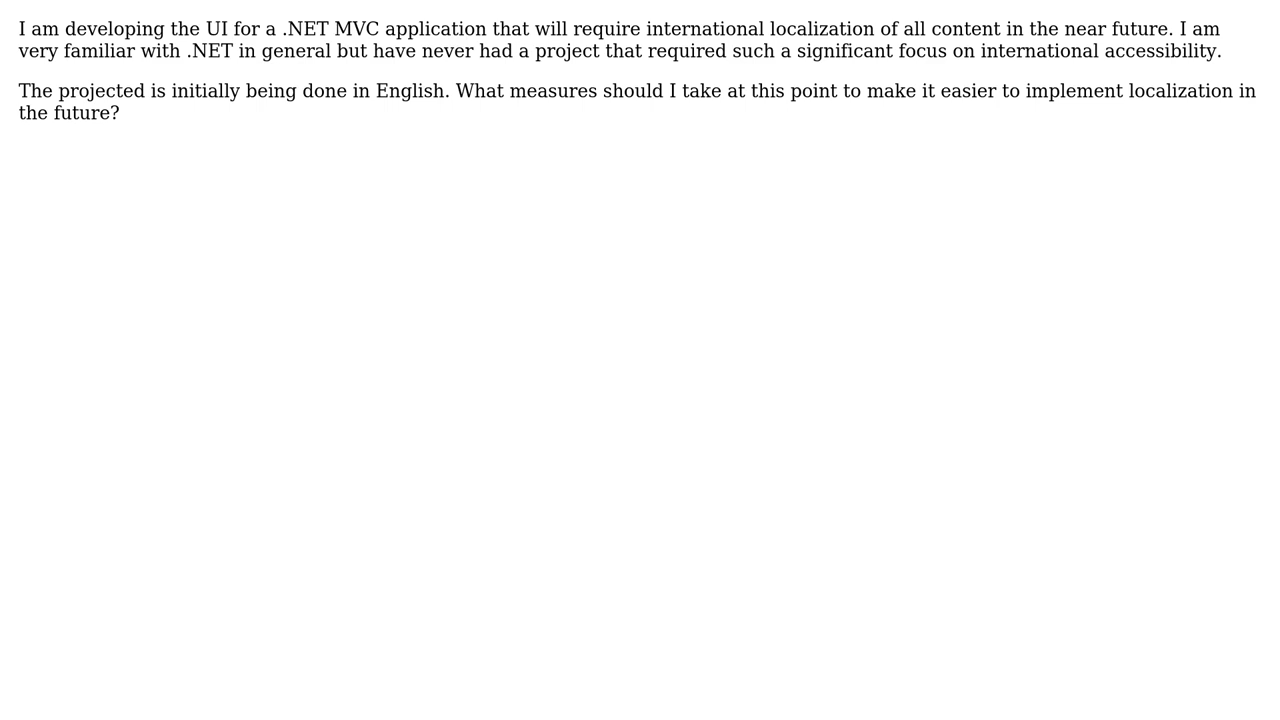 I am developing the UI for a .NET MVC application that will require international localization of all content in the near future. I am
very familiar with .NET in general but have never had a project that required such a significant focus on international accessibility.
The projected is initially being done in English. What measures should I take at this point to make it easier to implement localization in
the future?